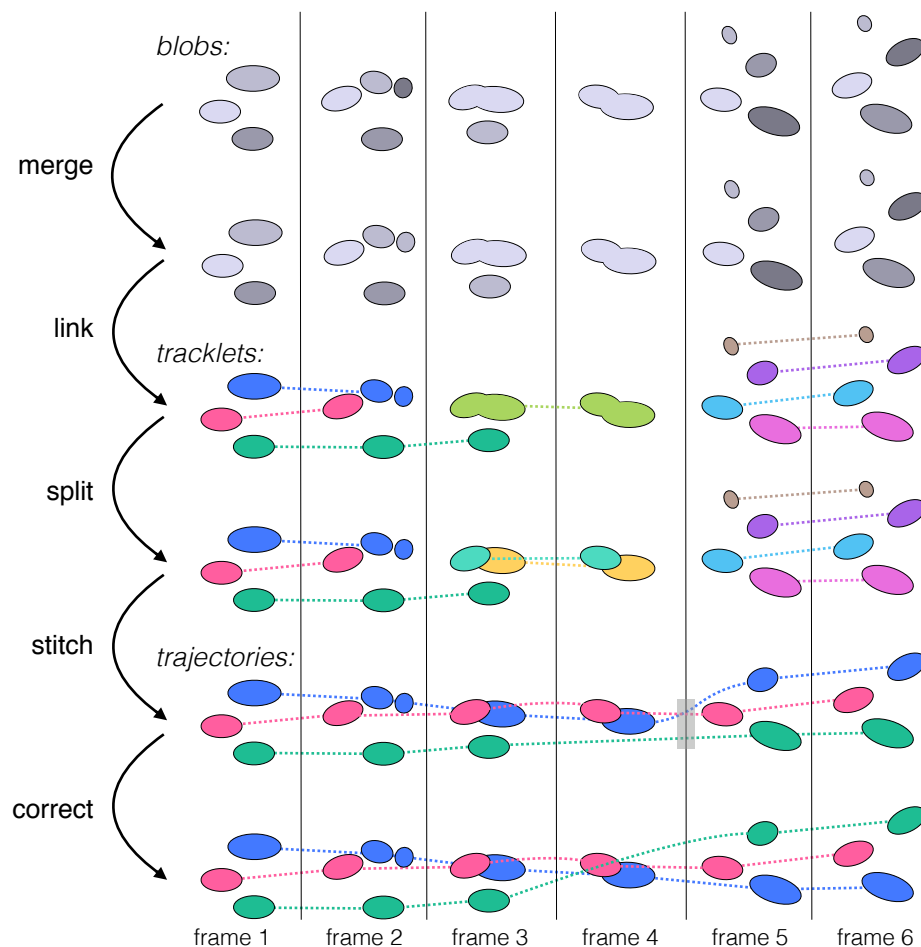 blobs:
merge
link
tracklets:
split
stitch
trajectories:
correct
frame 1
frame 2
frame 3
frame 4
frame 5
frame 6